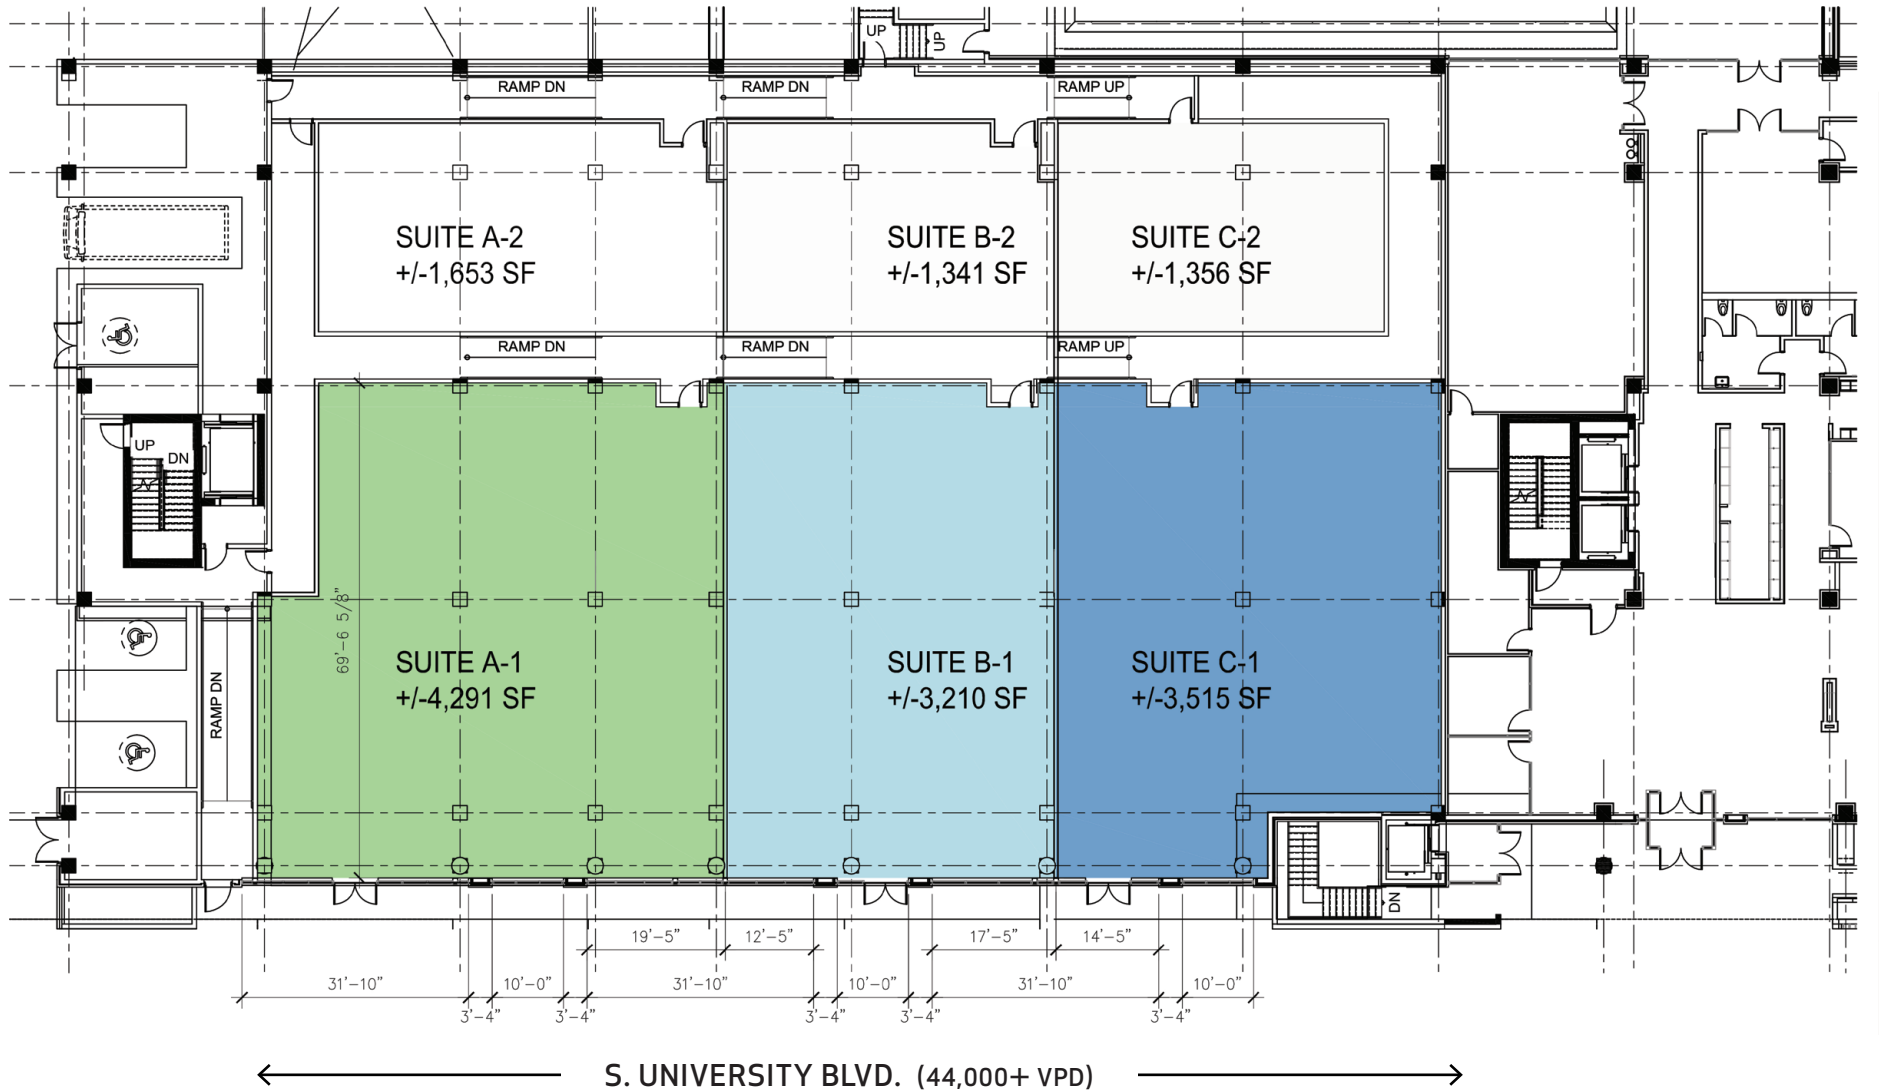 UP
UP
RAMP DN
RAMP DN
RAMP UP
SUITE A-2
+/-1,653 SF
SUITE B-2
+/-1,341 SF
SUITE C-2
+/-1,356 SF
RAMP DN
RAMP DN
RAMP UP
UP
DN
69'-6 5/8"
SUITE A-1
+/-4,291 SF
SUITE B-1
+/-3,210 SF
SUITE C-1
+/-3,515 SF
RAMP DN
DN
19'-5"
12'-5"
17'-5"
14'-5"
31'-10"
10'-0"
31'-10"
10'-0"
31'-10"
10'-0"
3'-4"
3'-4"
3'-4"
3'-4"
3'-4"
S. UNIVERSITY BLVD. (44,000+ VPD)